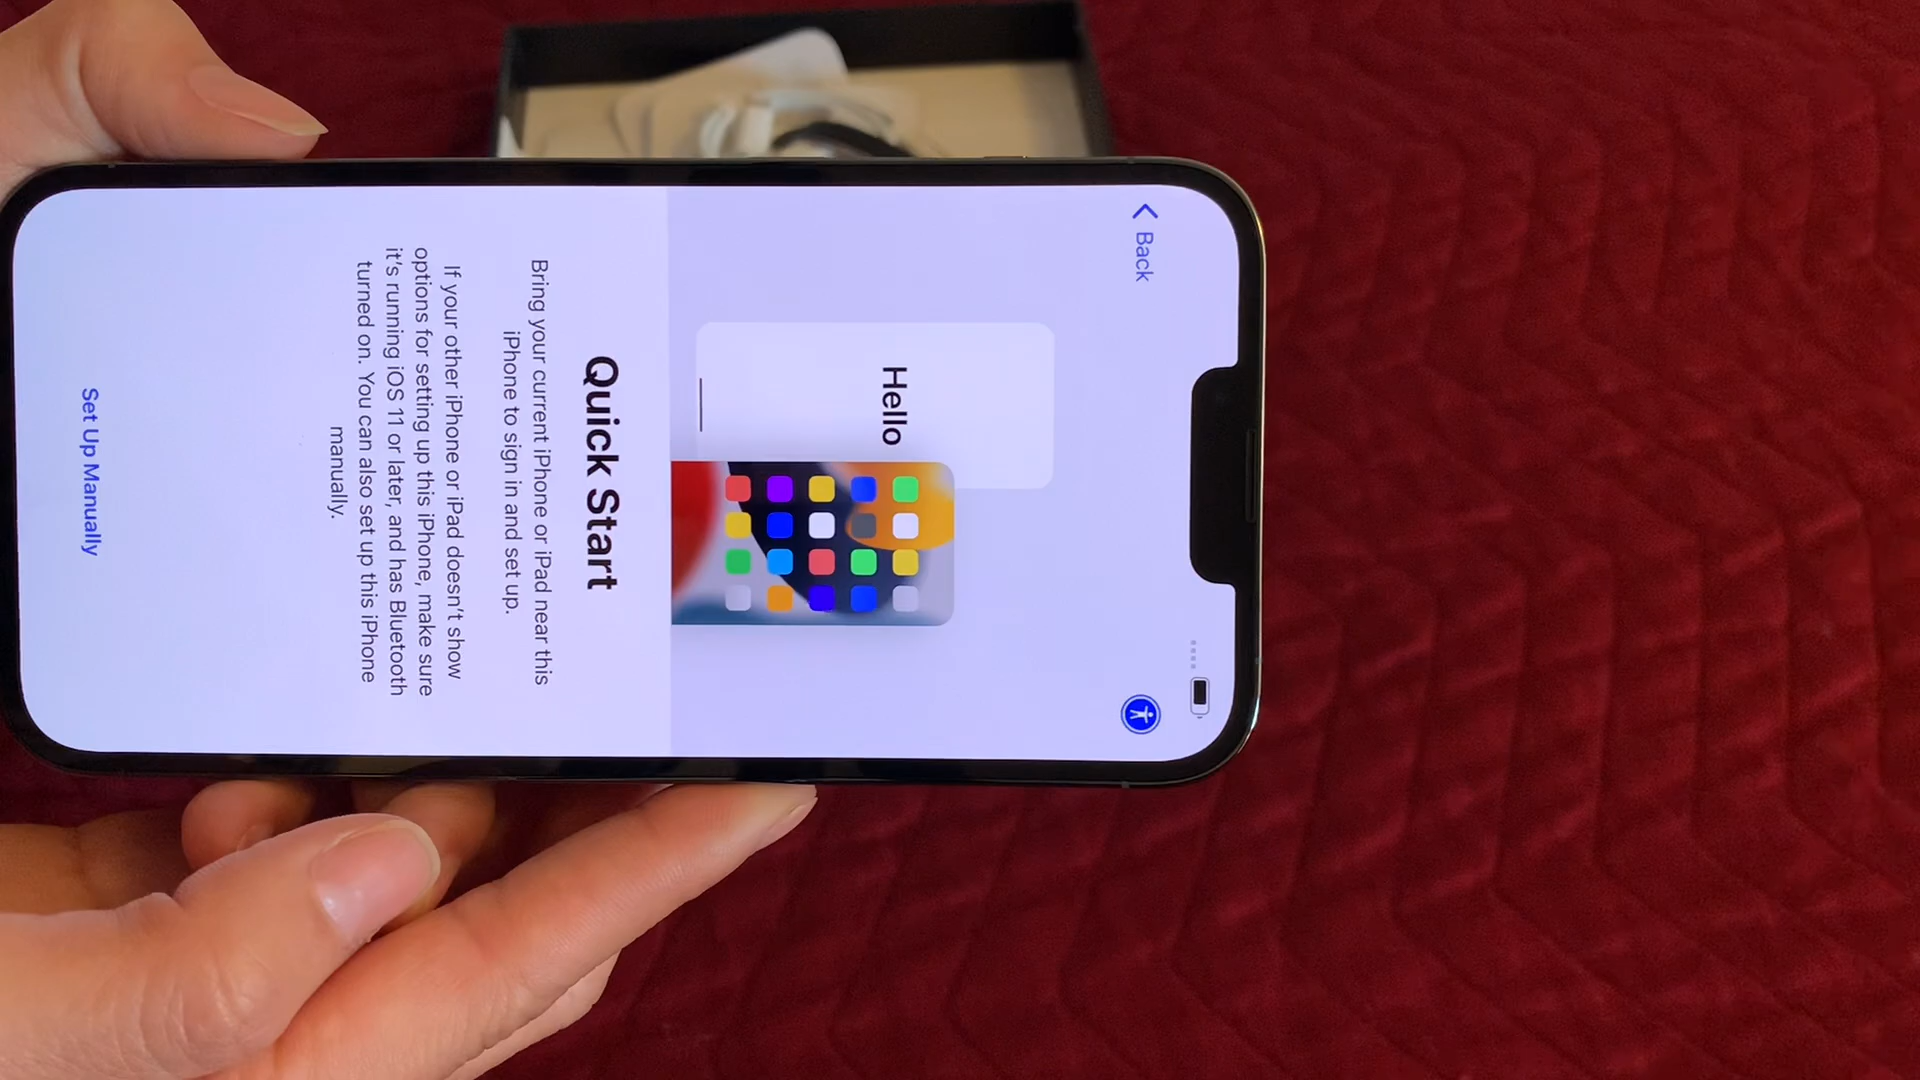 Back
Hello
Quick Start
Bring your current iPhone or iPad near this
iPhone to sign in and set up.
If your other iPhone or iPad doesn't show
options for setting up this iPhone, make sure
it's running iOS 11 or later, and has Bluetooth
turned on. You can also set up this iPhone
manually.
Set Up Manually